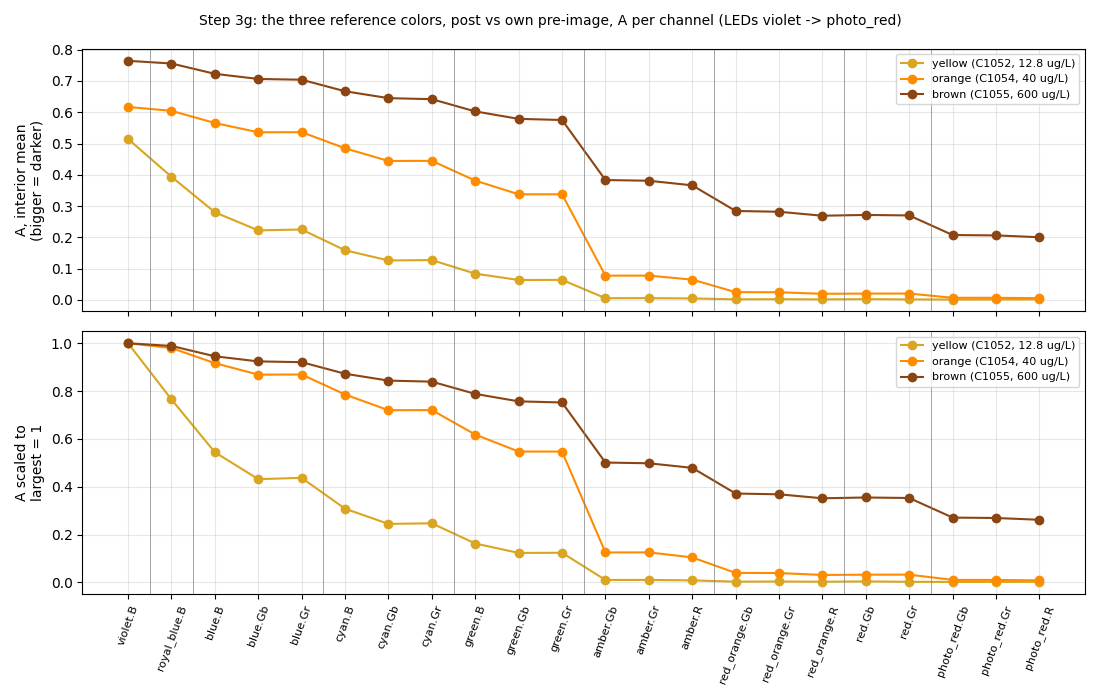 Step 3g: the three reference colors, post vs own pre-image, A per channel (LEDs violet -> photo_red)
A, interior mean
(bigger = darker)
0.8
0.7
0.6
0.5
0.4
0.3
0.2
0.1
0.0
yellow (C1052, 12.8 ug/L)
orange (C1054, 40 ug/L)
brown (C1055, 600 ug/L)
A scaled to
largest = 1
1.0
0.8
0.6
0.4
0.2
0.0
yellow (C1052, 12.8 ug/L)
orange (C1054, 40 ug/L)
brown (C1055, 600 ug/L)
violet.B
royal_blue.B
blue.B
blue.Gb
blue.Gr
cyan.B
cyan.Gb
cyan.Gr
green.B
green.Gb
green.Gr
amber.Gb
amber.Gr
amber.R
red_orange.Gb
red_orange.Gr
red_orange.R
red.Gb
red.Gr
photo_red.Gb
photo_red.Gr
photo_red.R